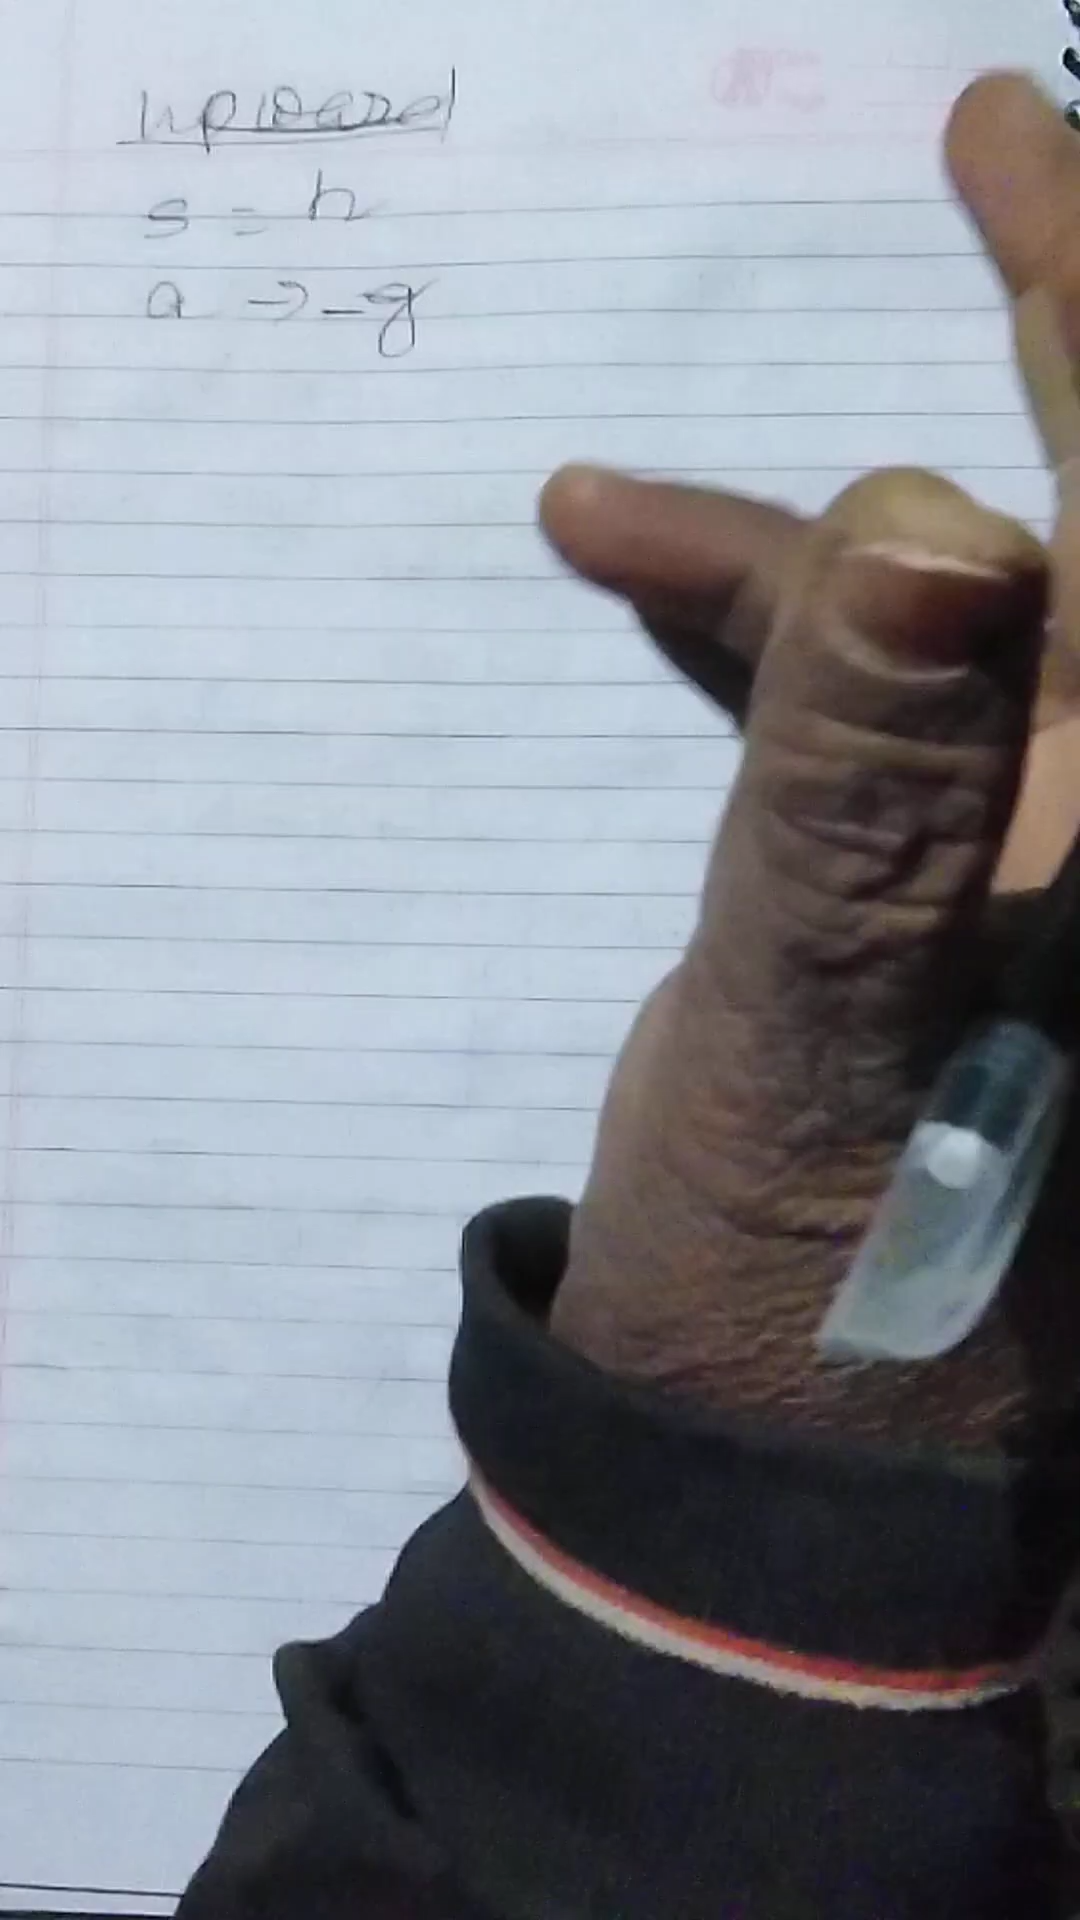 upward
s = h
a → -g